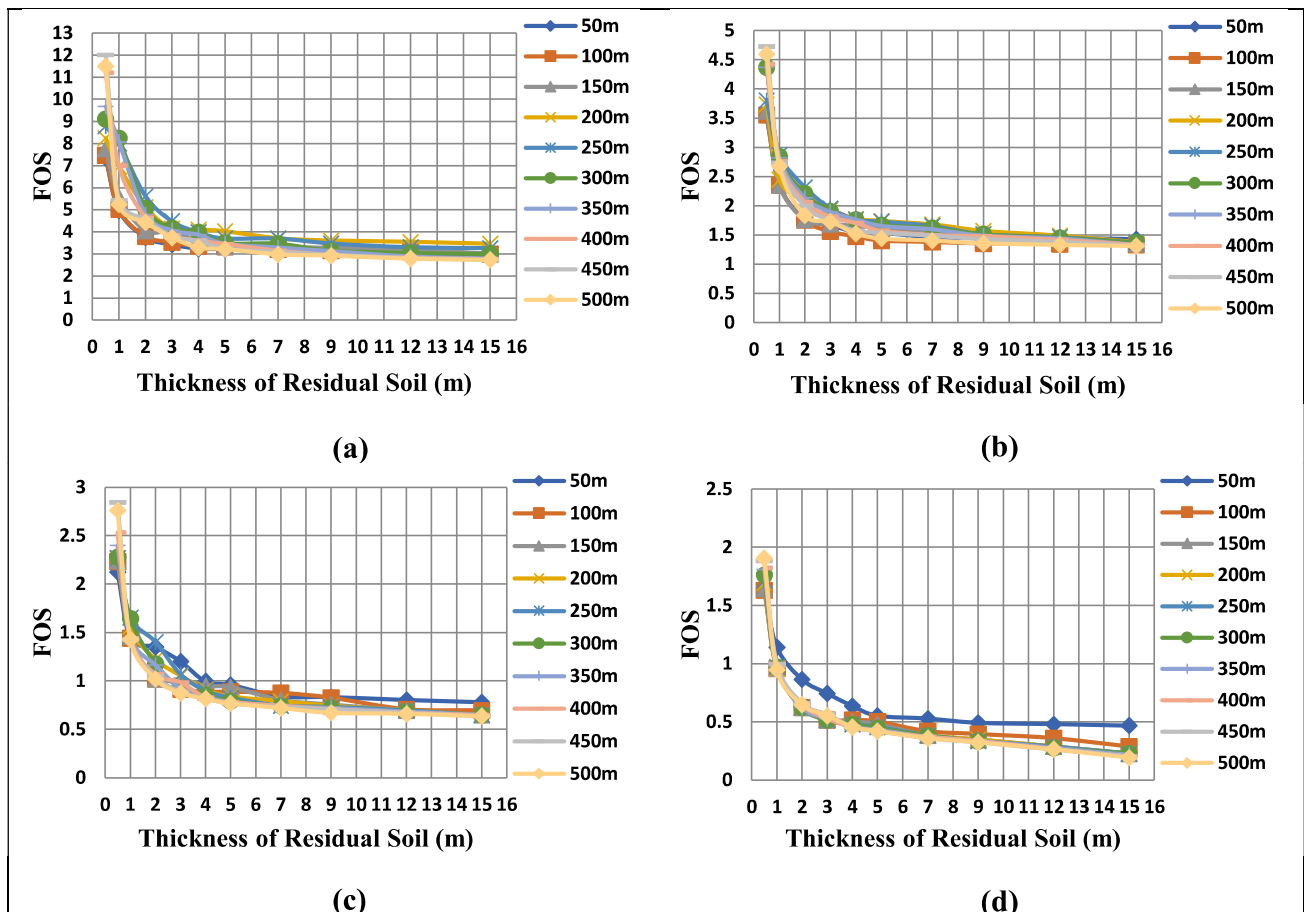 13
12
11
10
9
8
7
6
5
4
3
2
1
0
FOS
0 1 2 3 4 5 6 7 8 9 10 11 12 13 14 15 16
Thickness of Residual Soil (m)
50m
100m
150m
200m
250m
300m
350m
400m
450m
500m
(a)
5
4.5
4
3.5
3
2.5
2
1.5
1
0.5
0
FOS
0 1 2 3 4 5 6 7 8 9 10 11 12 13 14 15 16
Thickness of Residual Soil (m)
50m
100m
150m
200m
250m
300m
350m
400m
450m
500m
(b)
3
2.5
2
1.5
1
0.5
0
FOS
0 1 2 3 4 5 6 7 8 9 10 11 12 13 14 15 16
Thickness of Residual Soil (m)
50m
100m
150m
200m
250m
300m
350m
400m
450m
500m
(c)
2.5
2
1.5
1
0.5
0
FOS
0 1 2 3 4 5 6 7 8 9 10 11 12 13 14 15 16
Thickness of Residual Soil (m)
50m
100m
150m
200m
250m
300m
350m
400m
450m
500m
(d)